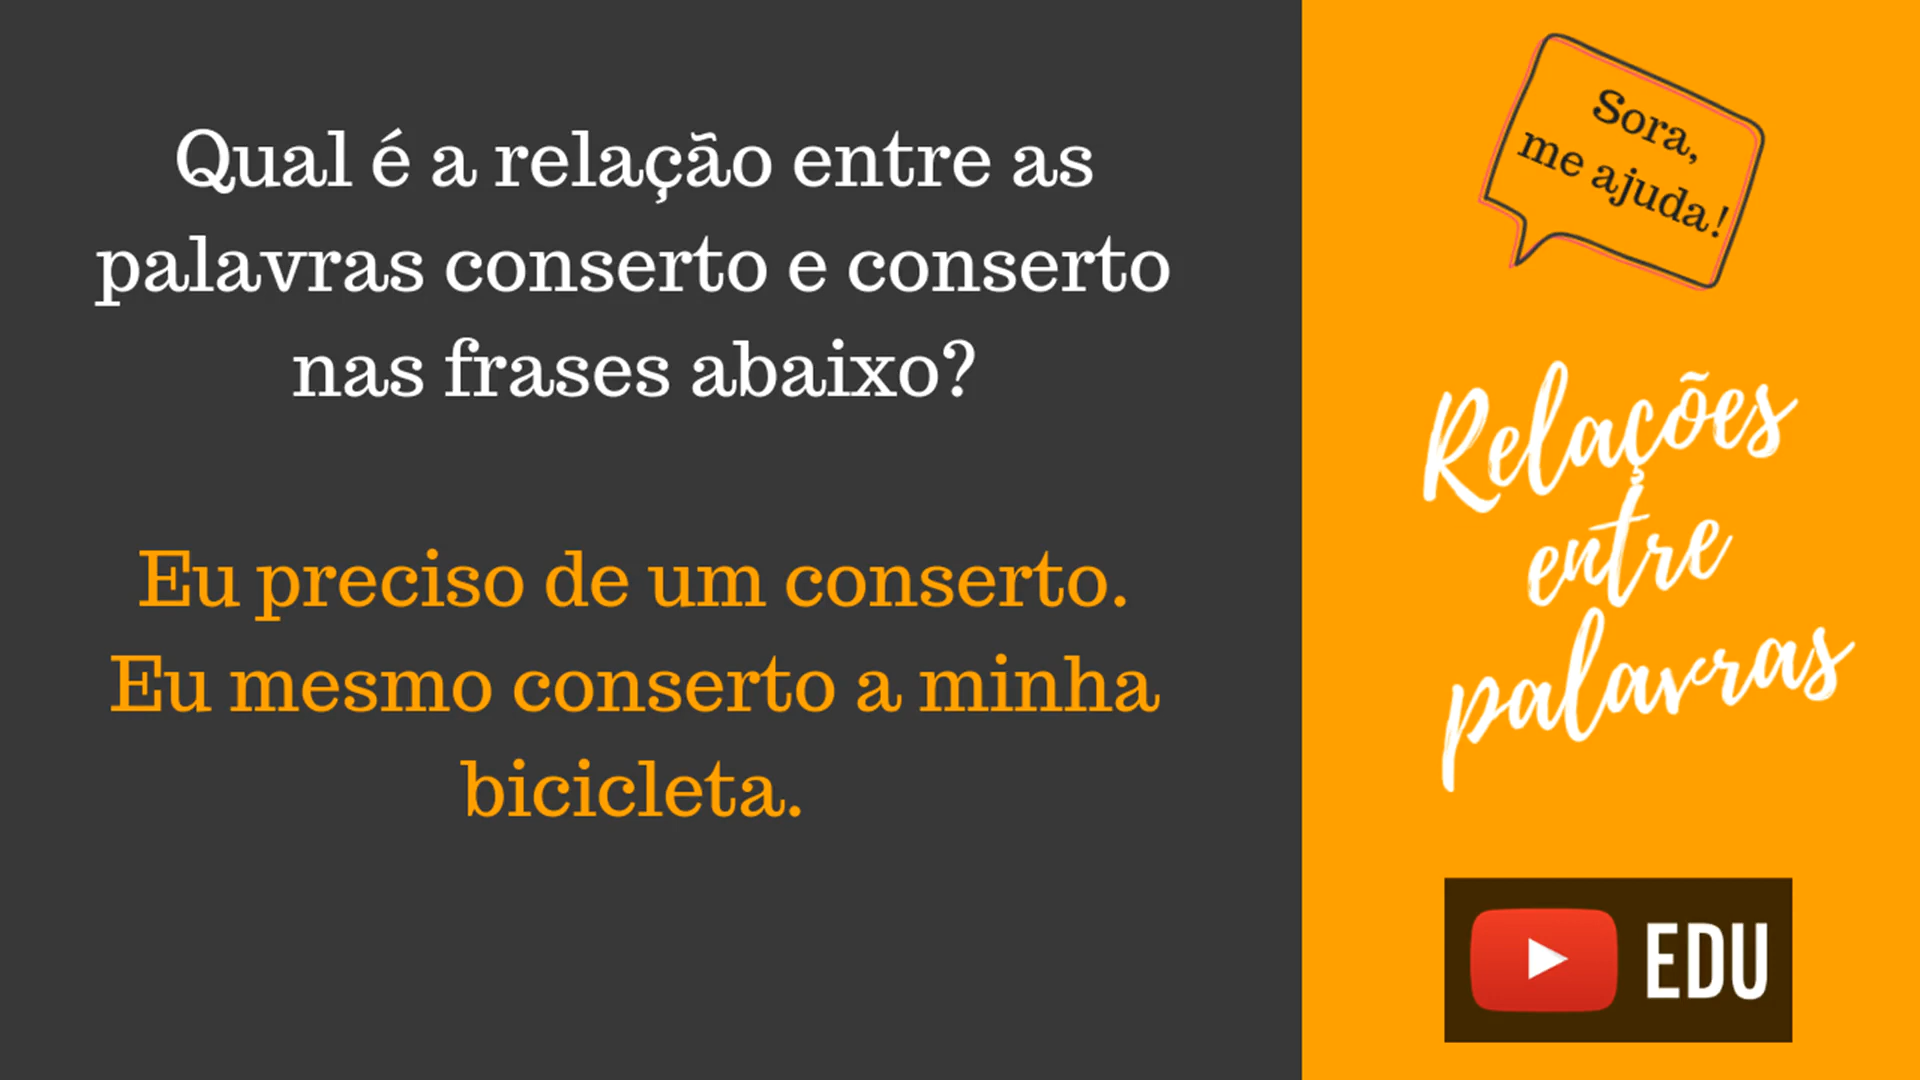 Qual é a relação entre as
palavras conserto e conserto
nas frases abaixo?
Eu preciso de um conserto.
Eu mesmo conserto a minha
bicicleta.
Sora,
me ajuda!
Relações
entre
palavras
EDU